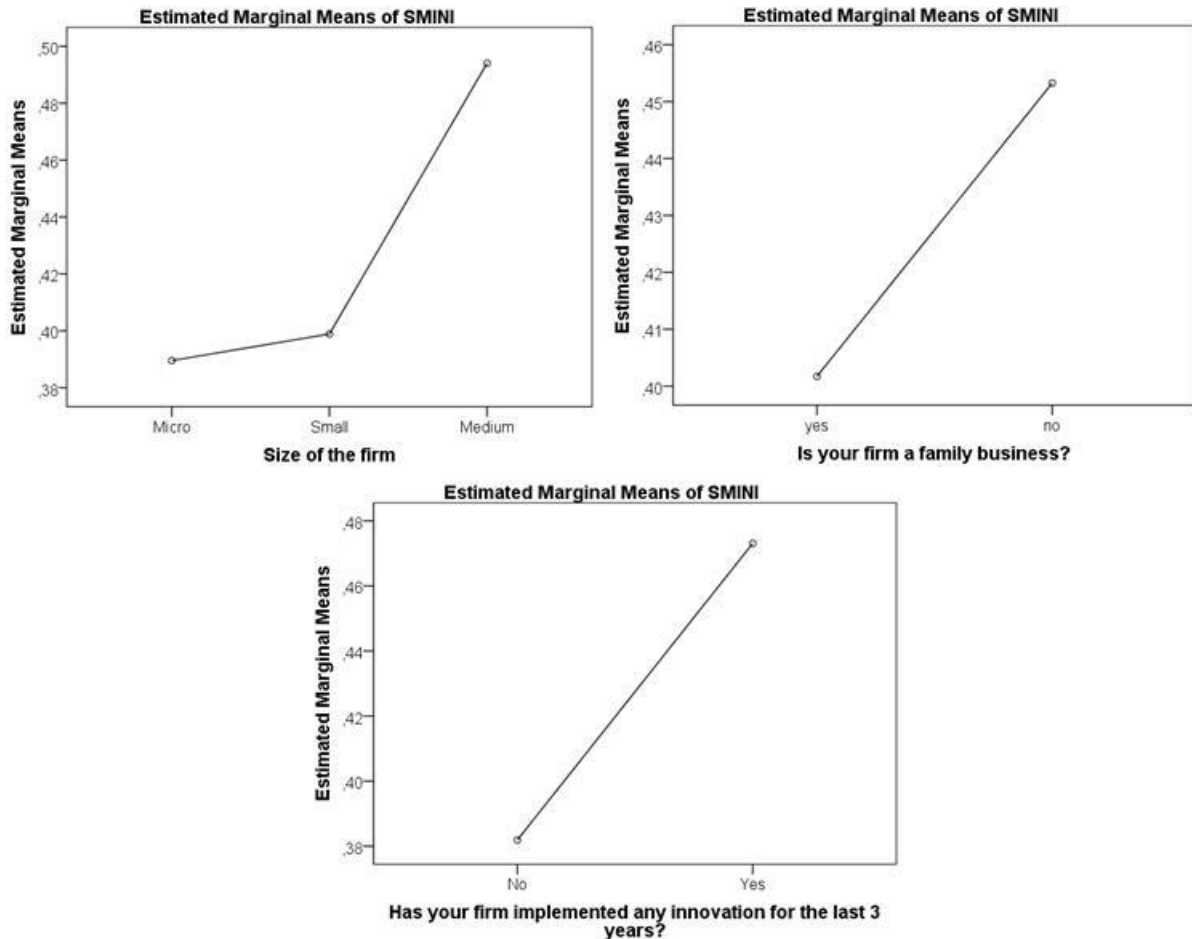 Estimated Marginal Means of SMINI
Estimated Marginal Means
,50
,48
,46
,44
,42
,40
,38
Micro Small Medium
Size of the firm
Estimated Marginal Means of SMINI
Estimated Marginal Means
,46
,45
,44
,43
,42
,41
,40
yes no
Is your firm a family business?
Estimated Marginal Means of SMINI
Estimated Marginal Means
,48
,46
,44
,42
,40
,38
No Yes
Has your firm implemented any innovation for the last 3
years?